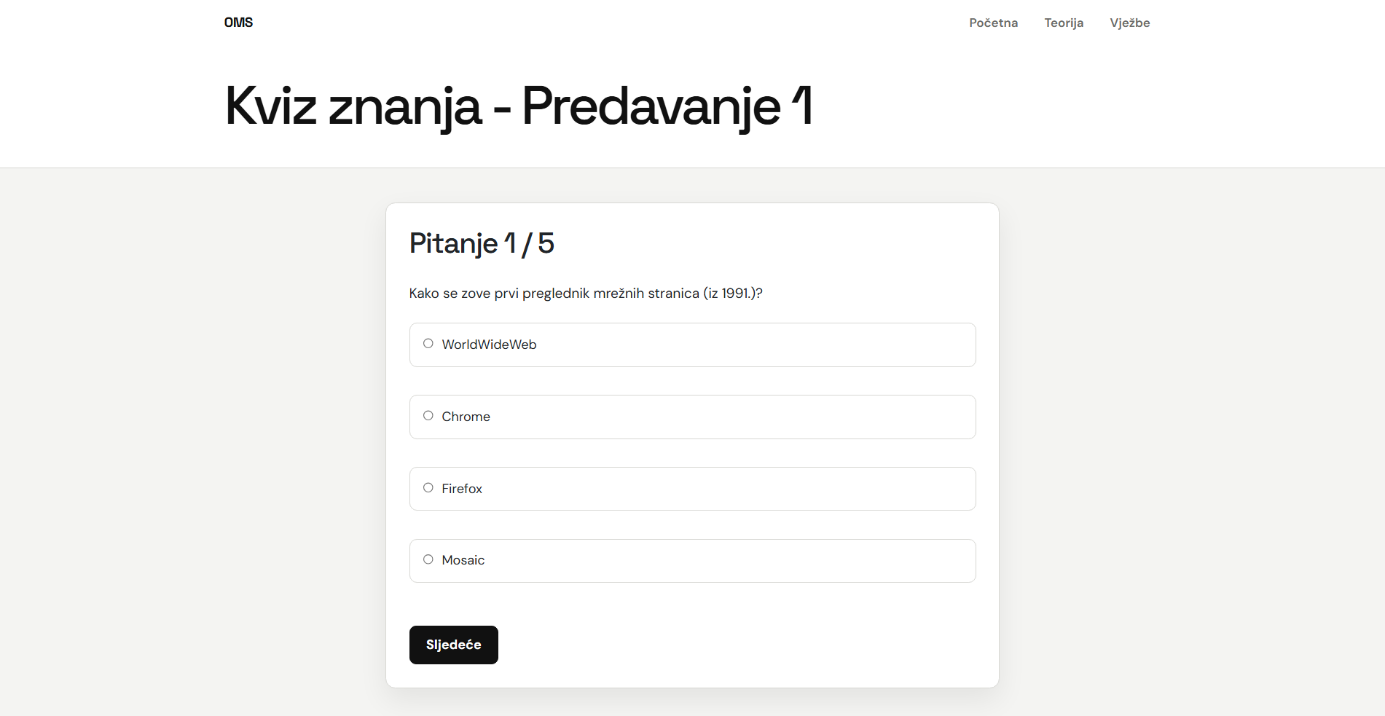 OMS
Početna
Teorija
Vježbe
Kviz znanja - Predavanje 1
Pitanje 1 / 5
Kako se zove prvi preglednik mrežnih stranica (iz 1991.)?
WorldWideWeb
Chrome
Firefox
Mosaic
Sljedeće